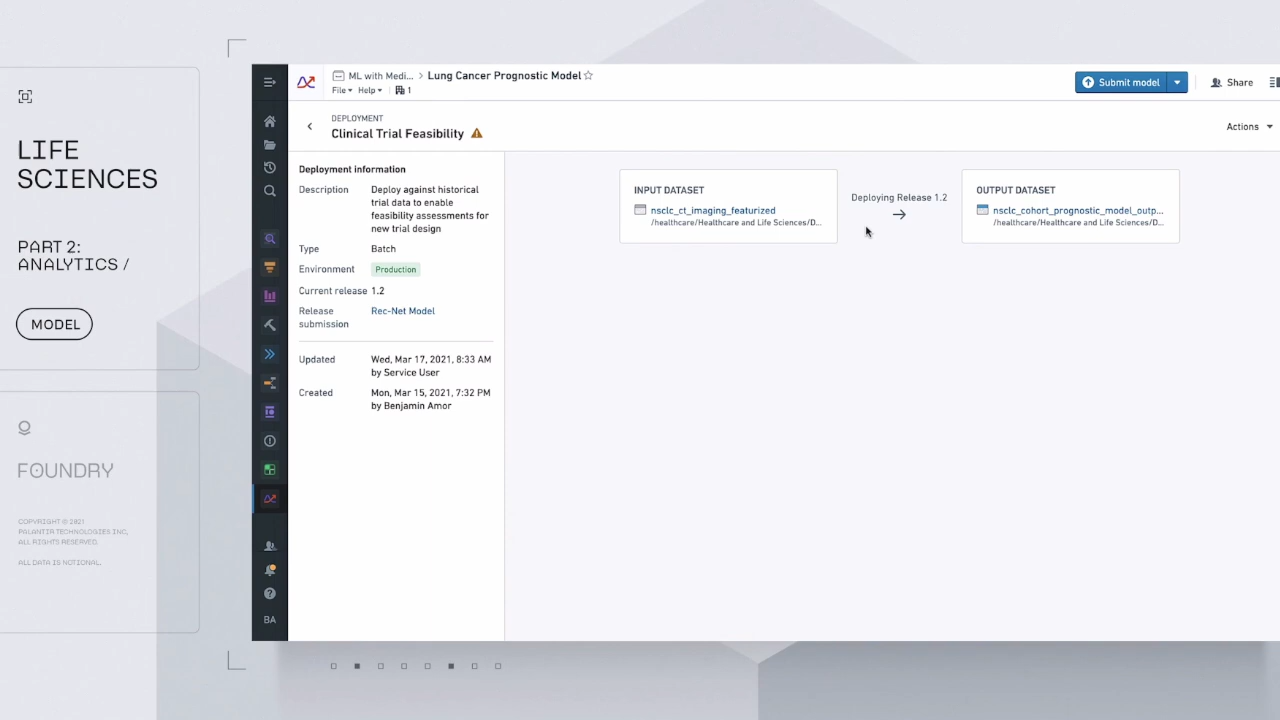 LIFE
SCIENCES
PART 2:
ANALYTICS /
MODEL
FOUNDRY
COPYRIGHT © 2021
PALANTIR TECHNOLOGIES INC,
ALL RIGHTS RESERVED.
ALL DATA IS NOTIONAL.
ML with Medi... > Lung Cancer Prognostic Model
File Help 1
Submit model
Share
DEPLOYMENT
Clinical Trial Feasibility
Actions
Deployment information
Description Deploy against historical
trial data to enable
feasibility assessments for
new trial design
Type Batch
Environment Production
Current release 1.2
Release Rec-Net Model
submission
Updated Wed, Mar 17, 2021, 8:33 AM
by Service User
Created Mon, Mar 15, 2021, 7:32 PM
by Benjamin Amor
INPUT DATASET
nsclc_ct_imaging_featurized
/healthcare/Healthcare and Life Sciences/D...
Deploying Release 1.2
OUTPUT DATASET
nsclc_cohort_prognostic_model_outp...
/healthcare/Healthcare and Life Sciences/D...
BA